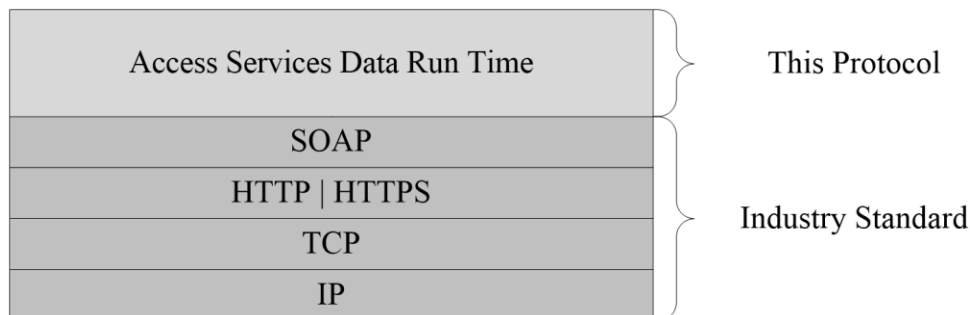 Access Services Data Run Time
This Protocol
SOAP
HTTP | HTTPS
TCP
IP
Industry Standard